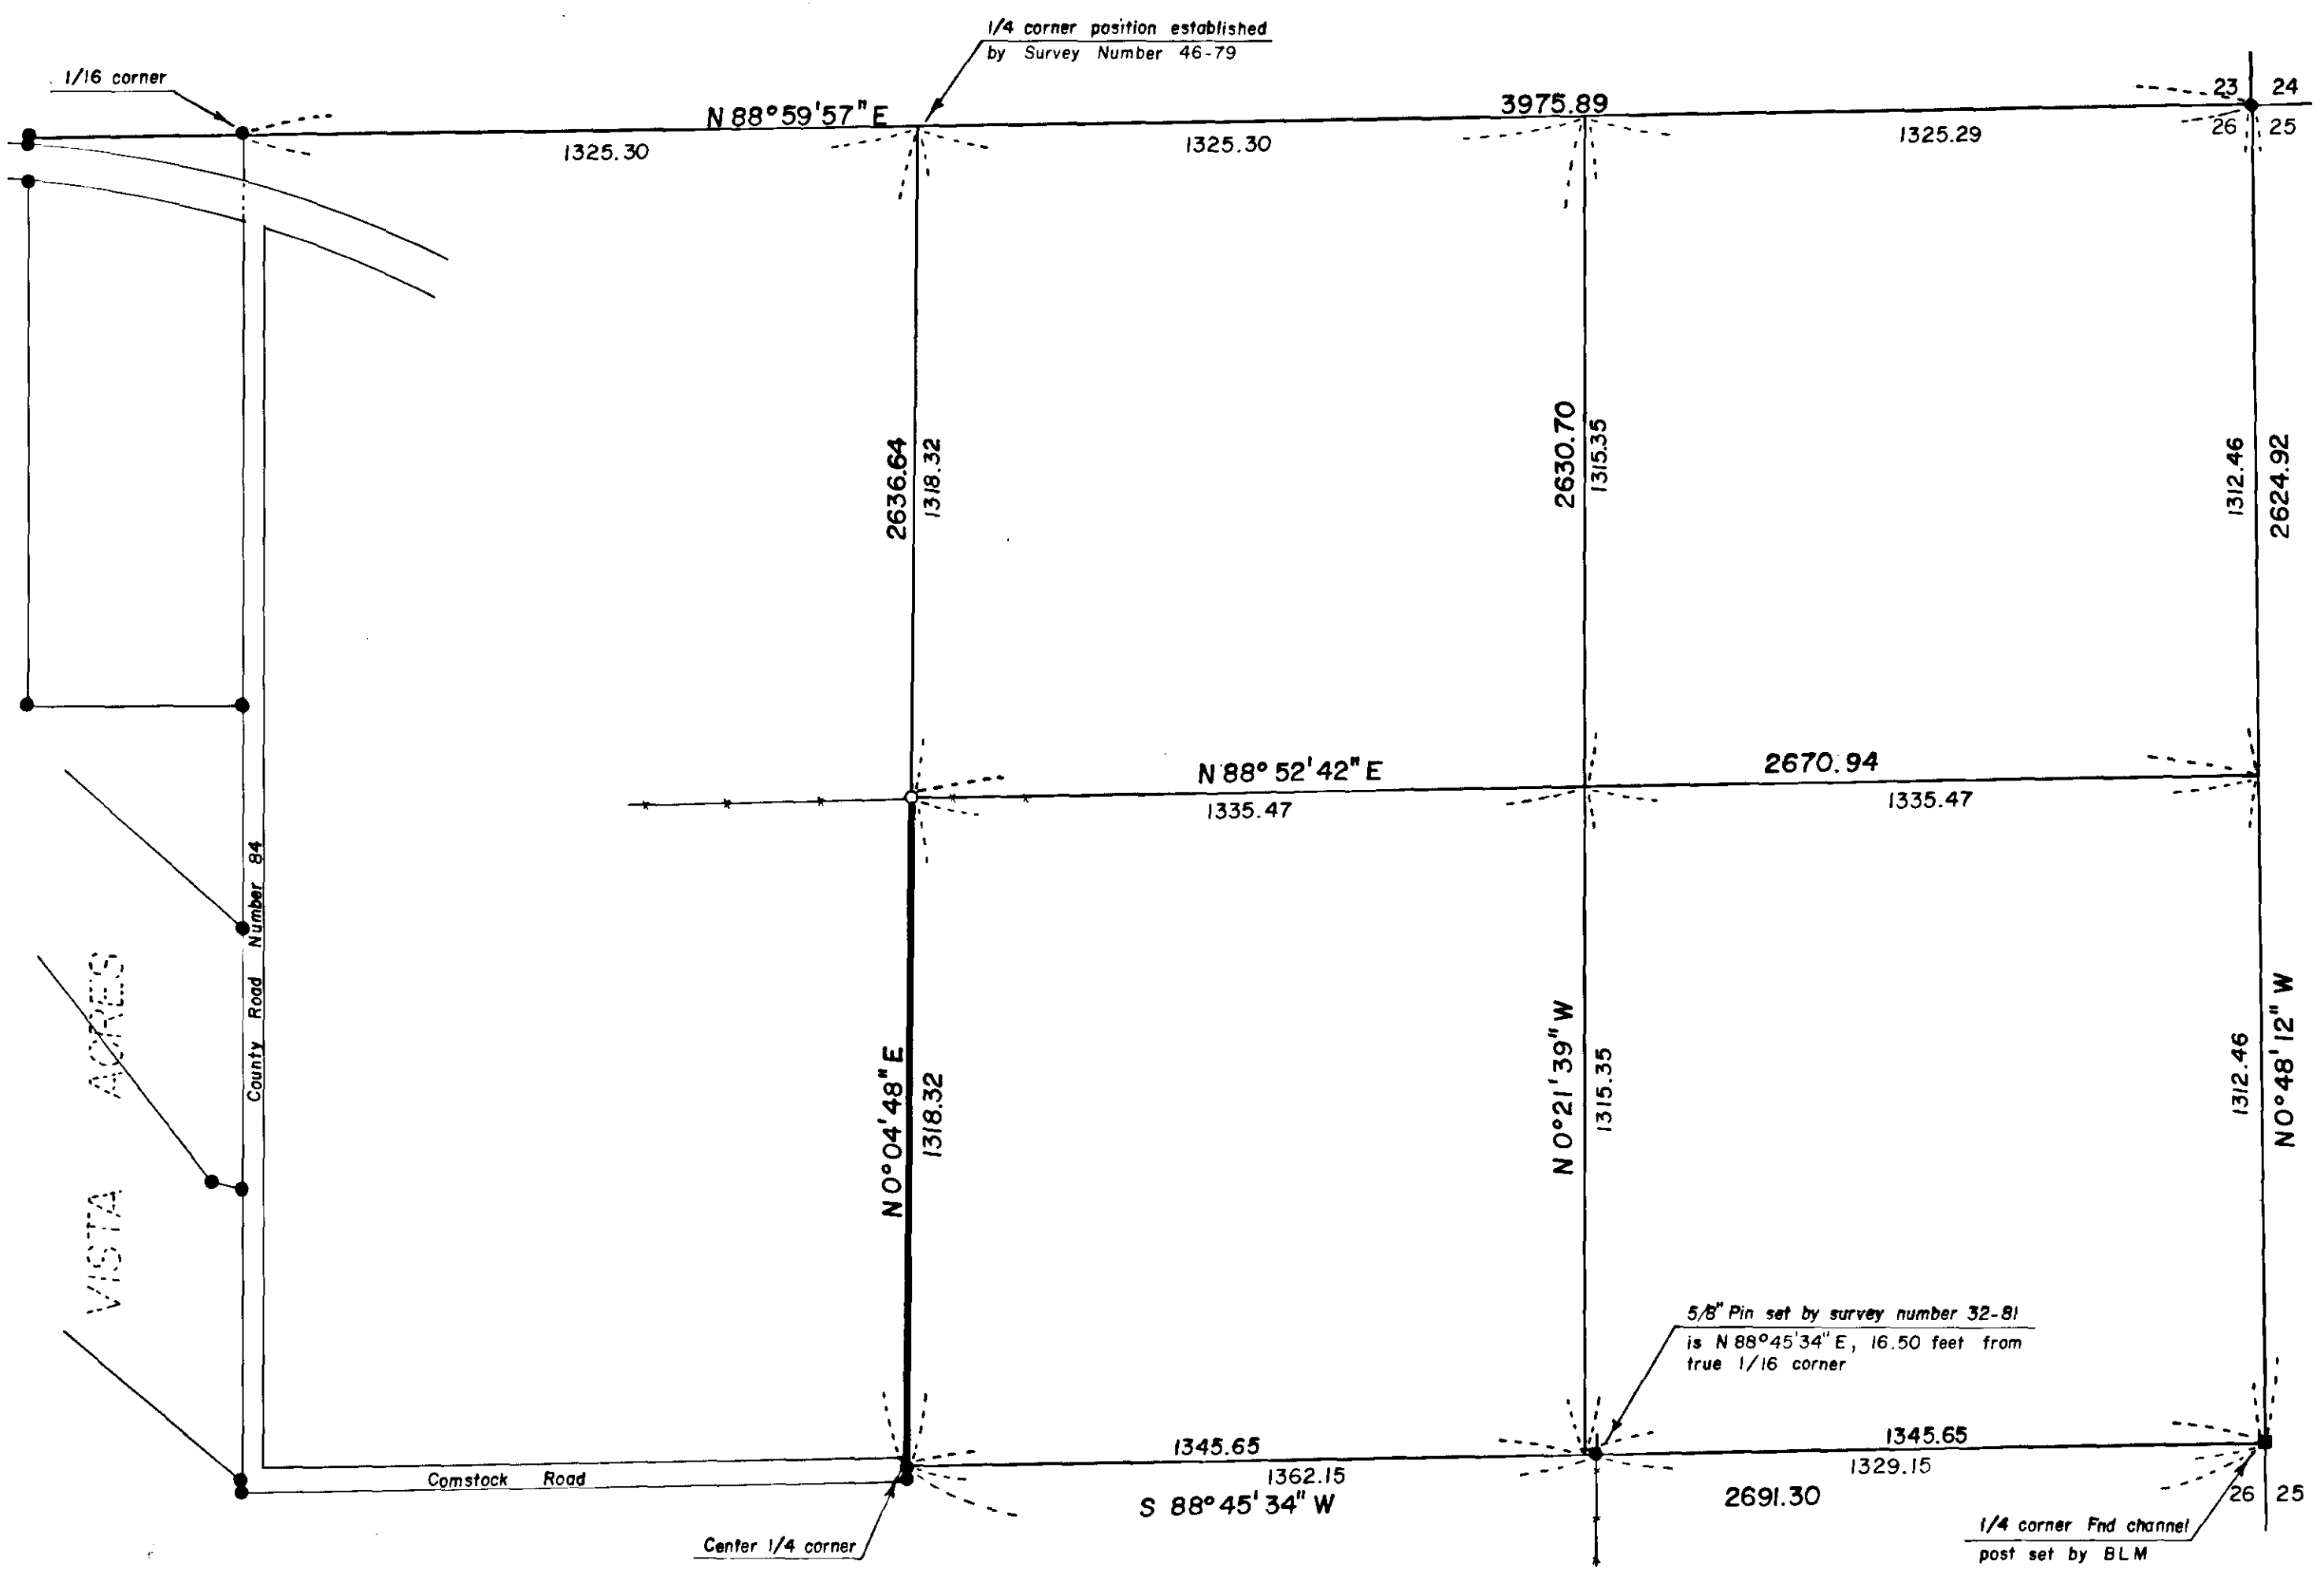 1/4 corner position established
by Survey Number 46-79
1/16 corner
23 24
26 25
N 88°59'57" E
3975.89
1325.30
1325.30
1325.29
2636.64
1318.32
2630.70
1315.35
1312.46
2624.92
N 88° 52' 42" E
2670.94
1335.47
1335.47
County Road Number 84
VISTA ACRES
N 0° 04' 48" E
1318.32
N 0° 21' 39" W
1315.35
1312.46
N 0° 48' 12" W
5/8" Pin set by survey number 32-81
is N 88°45'34" E, 16.50 feet from
true 1/16 corner
1345.65
1345.65
Comstock Road
1362.15
1329.15
S 88° 45' 34" W
2691.30
26 25
Center 1/4 corner
1/4 corner Fnd channel
post set by BLM